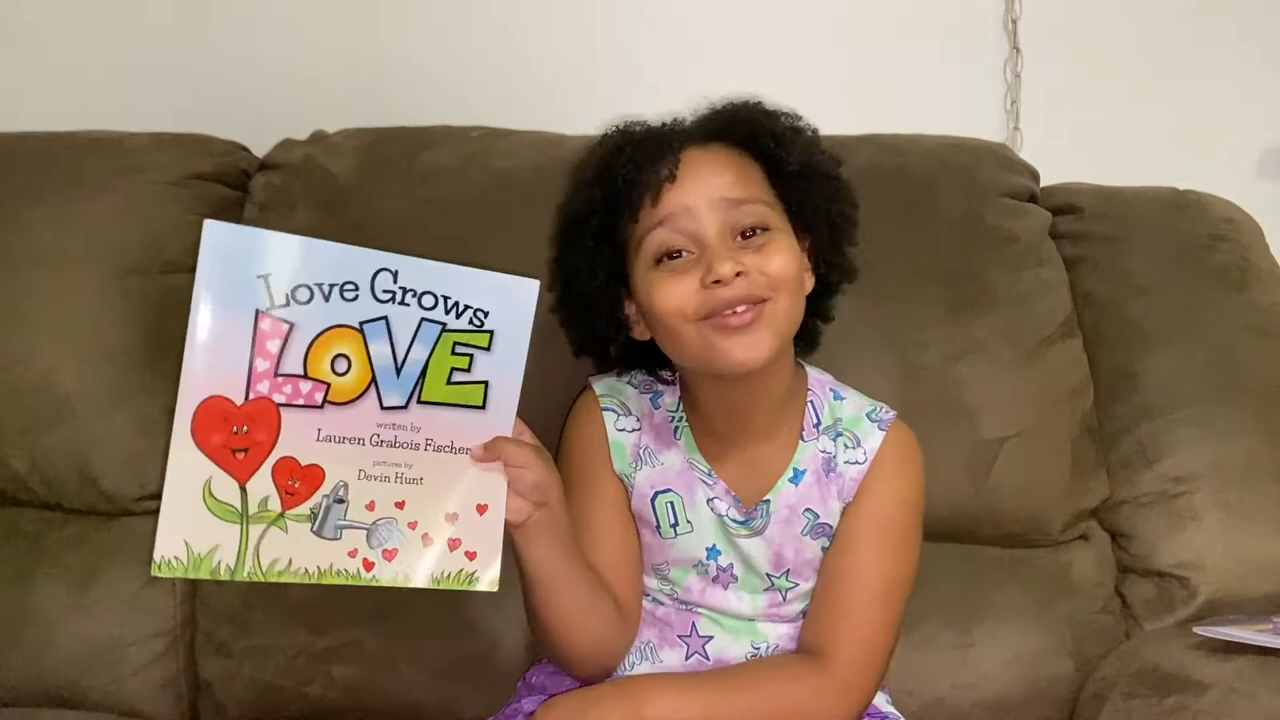 Love Grows
LOVE
written by
Lauren Grabois Fischer
pictures by
Devin Hunt